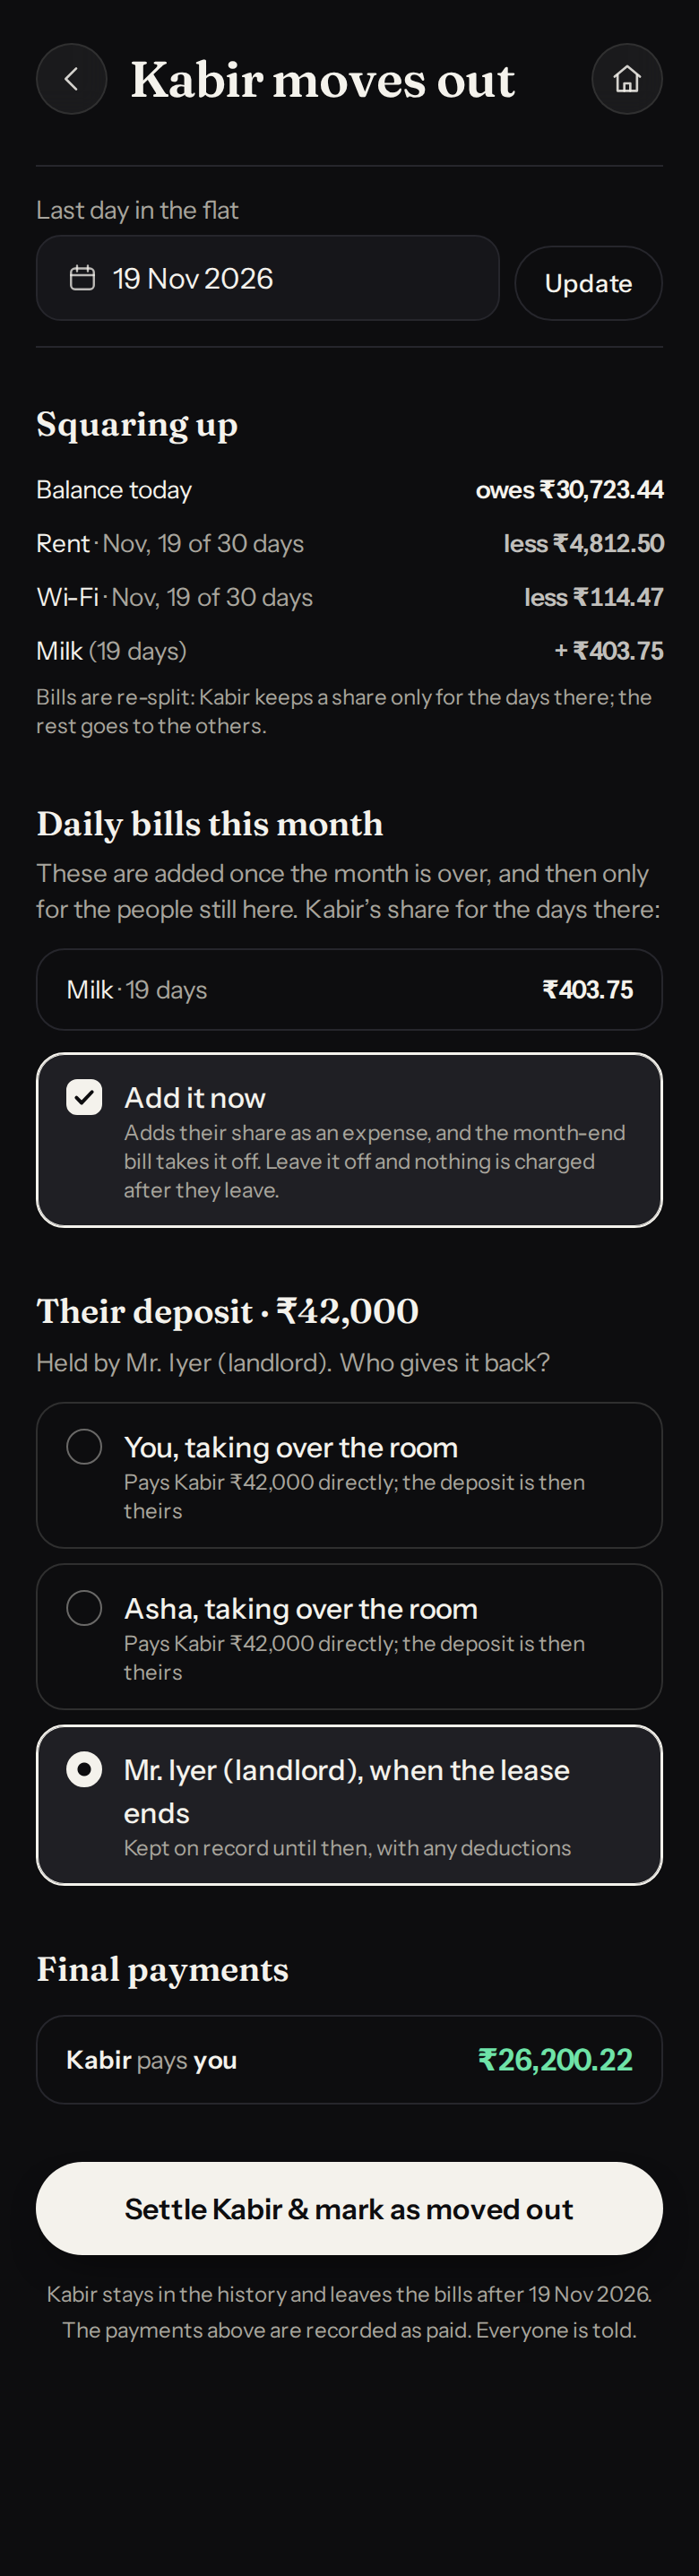 Kabir moves out
Last day in the flat
19 Nov 2026
Update
Squaring up
Balance today owes ₹30,723.44
Rent · Nov, 19 of 30 days less ₹4,812.50
Wi-Fi · Nov, 19 of 30 days less ₹114.47
Milk (19 days) + ₹403.75
Bills are re-split: Kabir keeps a share only for the days there; the
rest goes to the others.
Daily bills this month
These are added once the month is over, and then only
for the people still here. Kabir’s share for the days there:
Milk · 19 days ₹403.75
Add it now
Adds their share as an expense, and the month-end
bill takes it off. Leave it off and nothing is charged
after they leave.
Their deposit · ₹42,000
Held by Mr. Iyer (landlord). Who gives it back?
You, taking over the room
Pays Kabir ₹42,000 directly; the deposit is then
theirs
Asha, taking over the room
Pays Kabir ₹42,000 directly; the deposit is then
theirs
Mr. Iyer (landlord), when the lease
ends
Kept on record until then, with any deductions
Final payments
Kabir pays you ₹26,200.22
Settle Kabir & mark as moved out
Kabir stays in the history and leaves the bills after 19 Nov 2026.
The payments above are recorded as paid. Everyone is told.